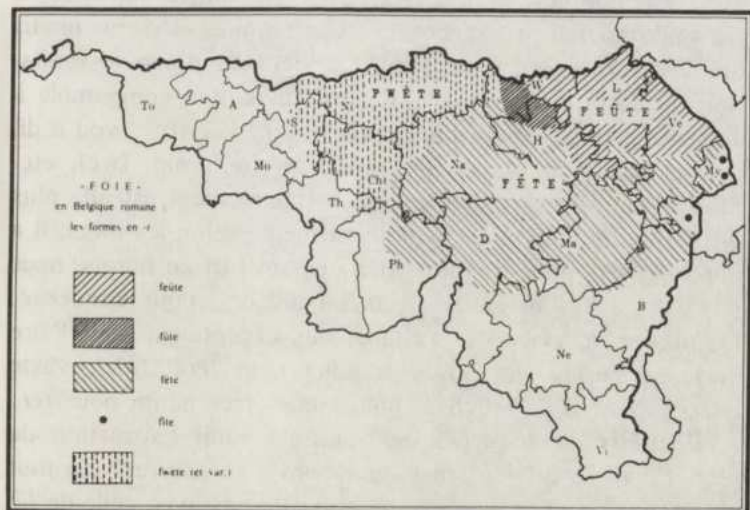 FWÈTE
FEÛTE
FÈTE
To
A
Mo
S
N
Ch
Th
Ph
Na
D
H
W
L
Ve
My
Ma
B
Ne
Vi
- FOIE -
en Belgique romane
les formes en -t
feûte
fûte
fète
fite
fwète (et var.)